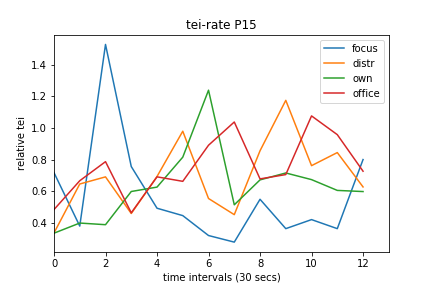 tei-rate P15
focus
distr
own
office
relative tei
1.4
1.2
1.0
0.8
0.6
0.4
0 2 4 6 8 10 12
time intervals (30 secs)